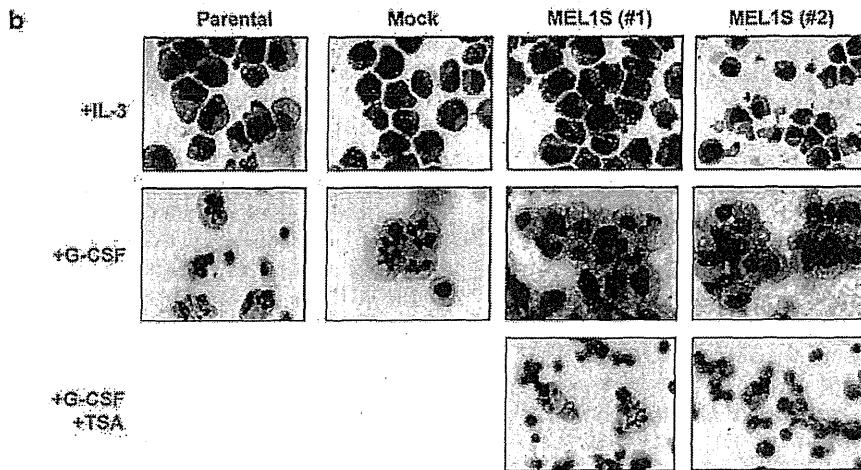 b
Parental Mock MEL1S (#1) MEL1S (#2)
+IL-3
+G-CSF
+G-CSF
+TSA